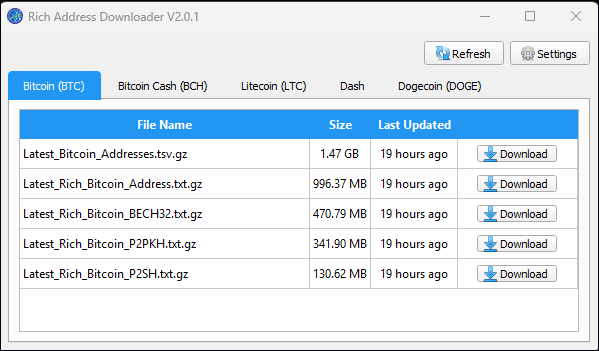 Rich Address Downloader V2.0.1
Refresh Settings
Bitcoin (BTC) Bitcoin Cash (BCH) Litecoin (LTC) Dash Dogecoin (DOGE)
File Name Size Last Updated
Latest_Bitcoin_Addresses.tsv.gz 1.47 GB 19 hours ago Download
Latest_Rich_Bitcoin_Address.txt.gz 996.37 MB 19 hours ago Download
Latest_Rich_Bitcoin_BECH32.txt.gz 470.79 MB 19 hours ago Download
Latest_Rich_Bitcoin_P2PKH.txt.gz 341.90 MB 19 hours ago Download
Latest_Rich_Bitcoin_P2SH.txt.gz 130.62 MB 19 hours ago Download